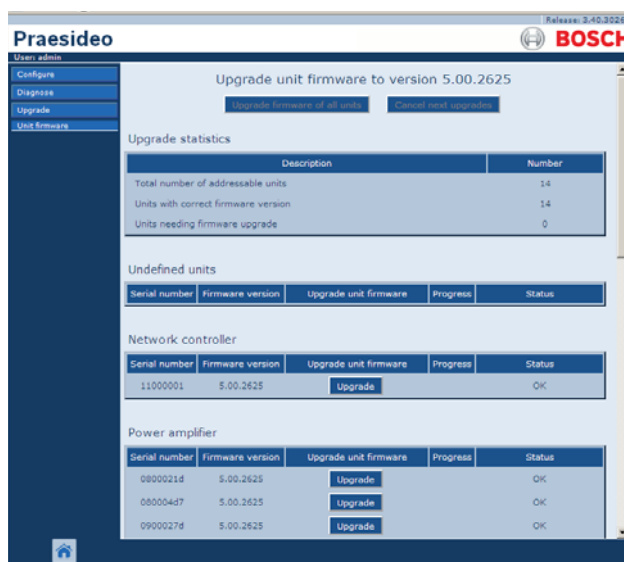 Release: 3.40.3026
Praesideo
BOSCH
User: admin
Configure
Diagnose
Upgrade
Unit firmware
Upgrade unit firmware to version 5.00.2625
Upgrade firmware of all units Cancel next upgrades
Upgrade statistics
Description Number
Total number of addressable units 14
Units with correct firmware version 14
Units needing firmware upgrade 0
Undefined units
Serial number Firmware version Upgrade unit firmware Progress Status
Network controller
Serial number Firmware version Upgrade unit firmware Progress Status
11000001 5.00.2625 Upgrade OK
Power amplifier
Serial number Firmware version Upgrade unit firmware Progress Status
0800021d 5.00.2625 Upgrade OK
080004d7 5.00.2625 Upgrade OK
0900027d 5.00.2625 Upgrade OK